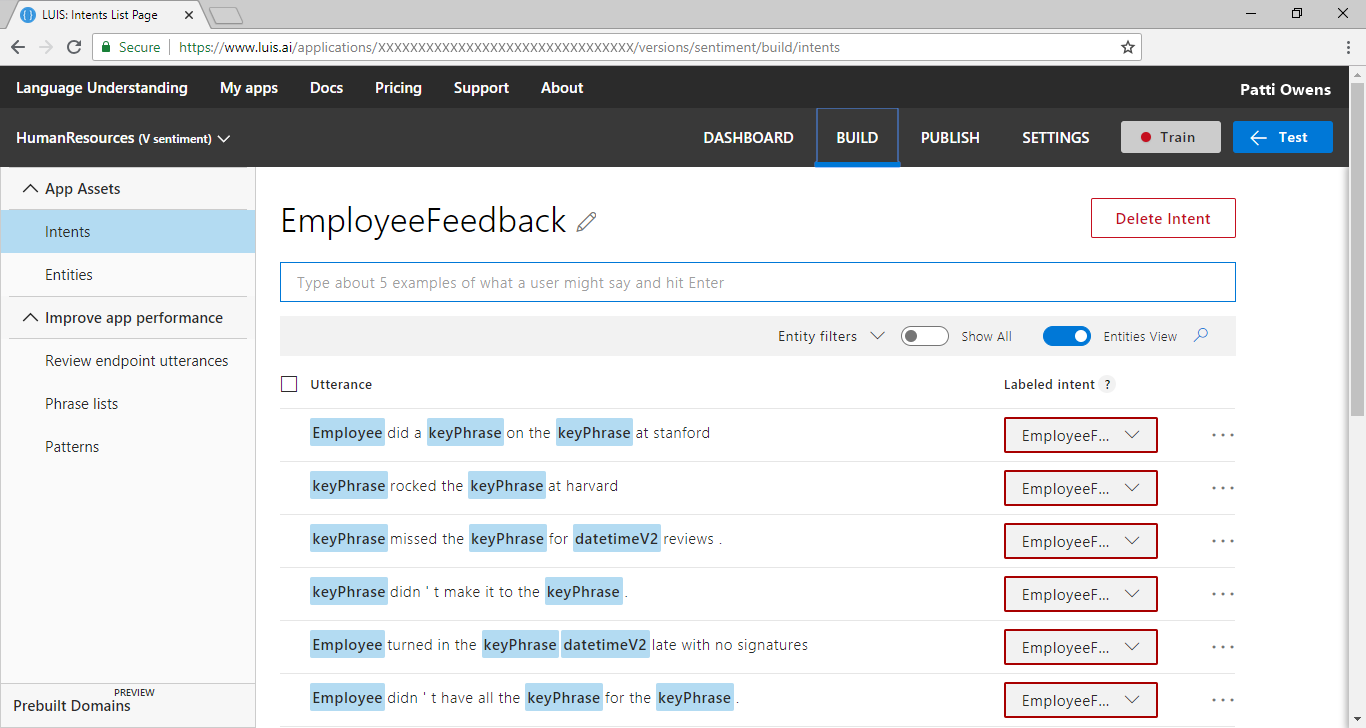 LUIS: Intents List Page
Secure https://www.luis.ai/applications/XXXXXXXXXXXXXXXXXXXXXXXXXXXXXXXX/versions/sentiment/build/intents
Language Understanding My apps Docs Pricing Support About Patti Owens
HumanResources (V sentiment) DASHBOARD BUILD PUBLISH SETTINGS Train Test
App Assets
Intents
Entities
Improve app performance
Review endpoint utterances
Phrase lists
Patterns
PREVIEW
Prebuilt Domains
EmployeeFeedback
Delete Intent
Type about 5 examples of what a user might say and hit Enter
Entity filters Show All Entities View
Utterance Labeled intent ?
Employee did a keyPhrase on the keyPhrase at stanford EmployeeF... ...
keyPhrase rocked the keyPhrase at harvard EmployeeF... ...
keyPhrase missed the keyPhrase for datetimeV2 reviews . EmployeeF... ...
keyPhrase didn ' t make it to the keyPhrase . EmployeeF... ...
Employee turned in the keyPhrase datetimeV2 late with no signatures EmployeeF... ...
Employee didn ' t have all the keyPhrase for the keyPhrase . EmployeeF... ...